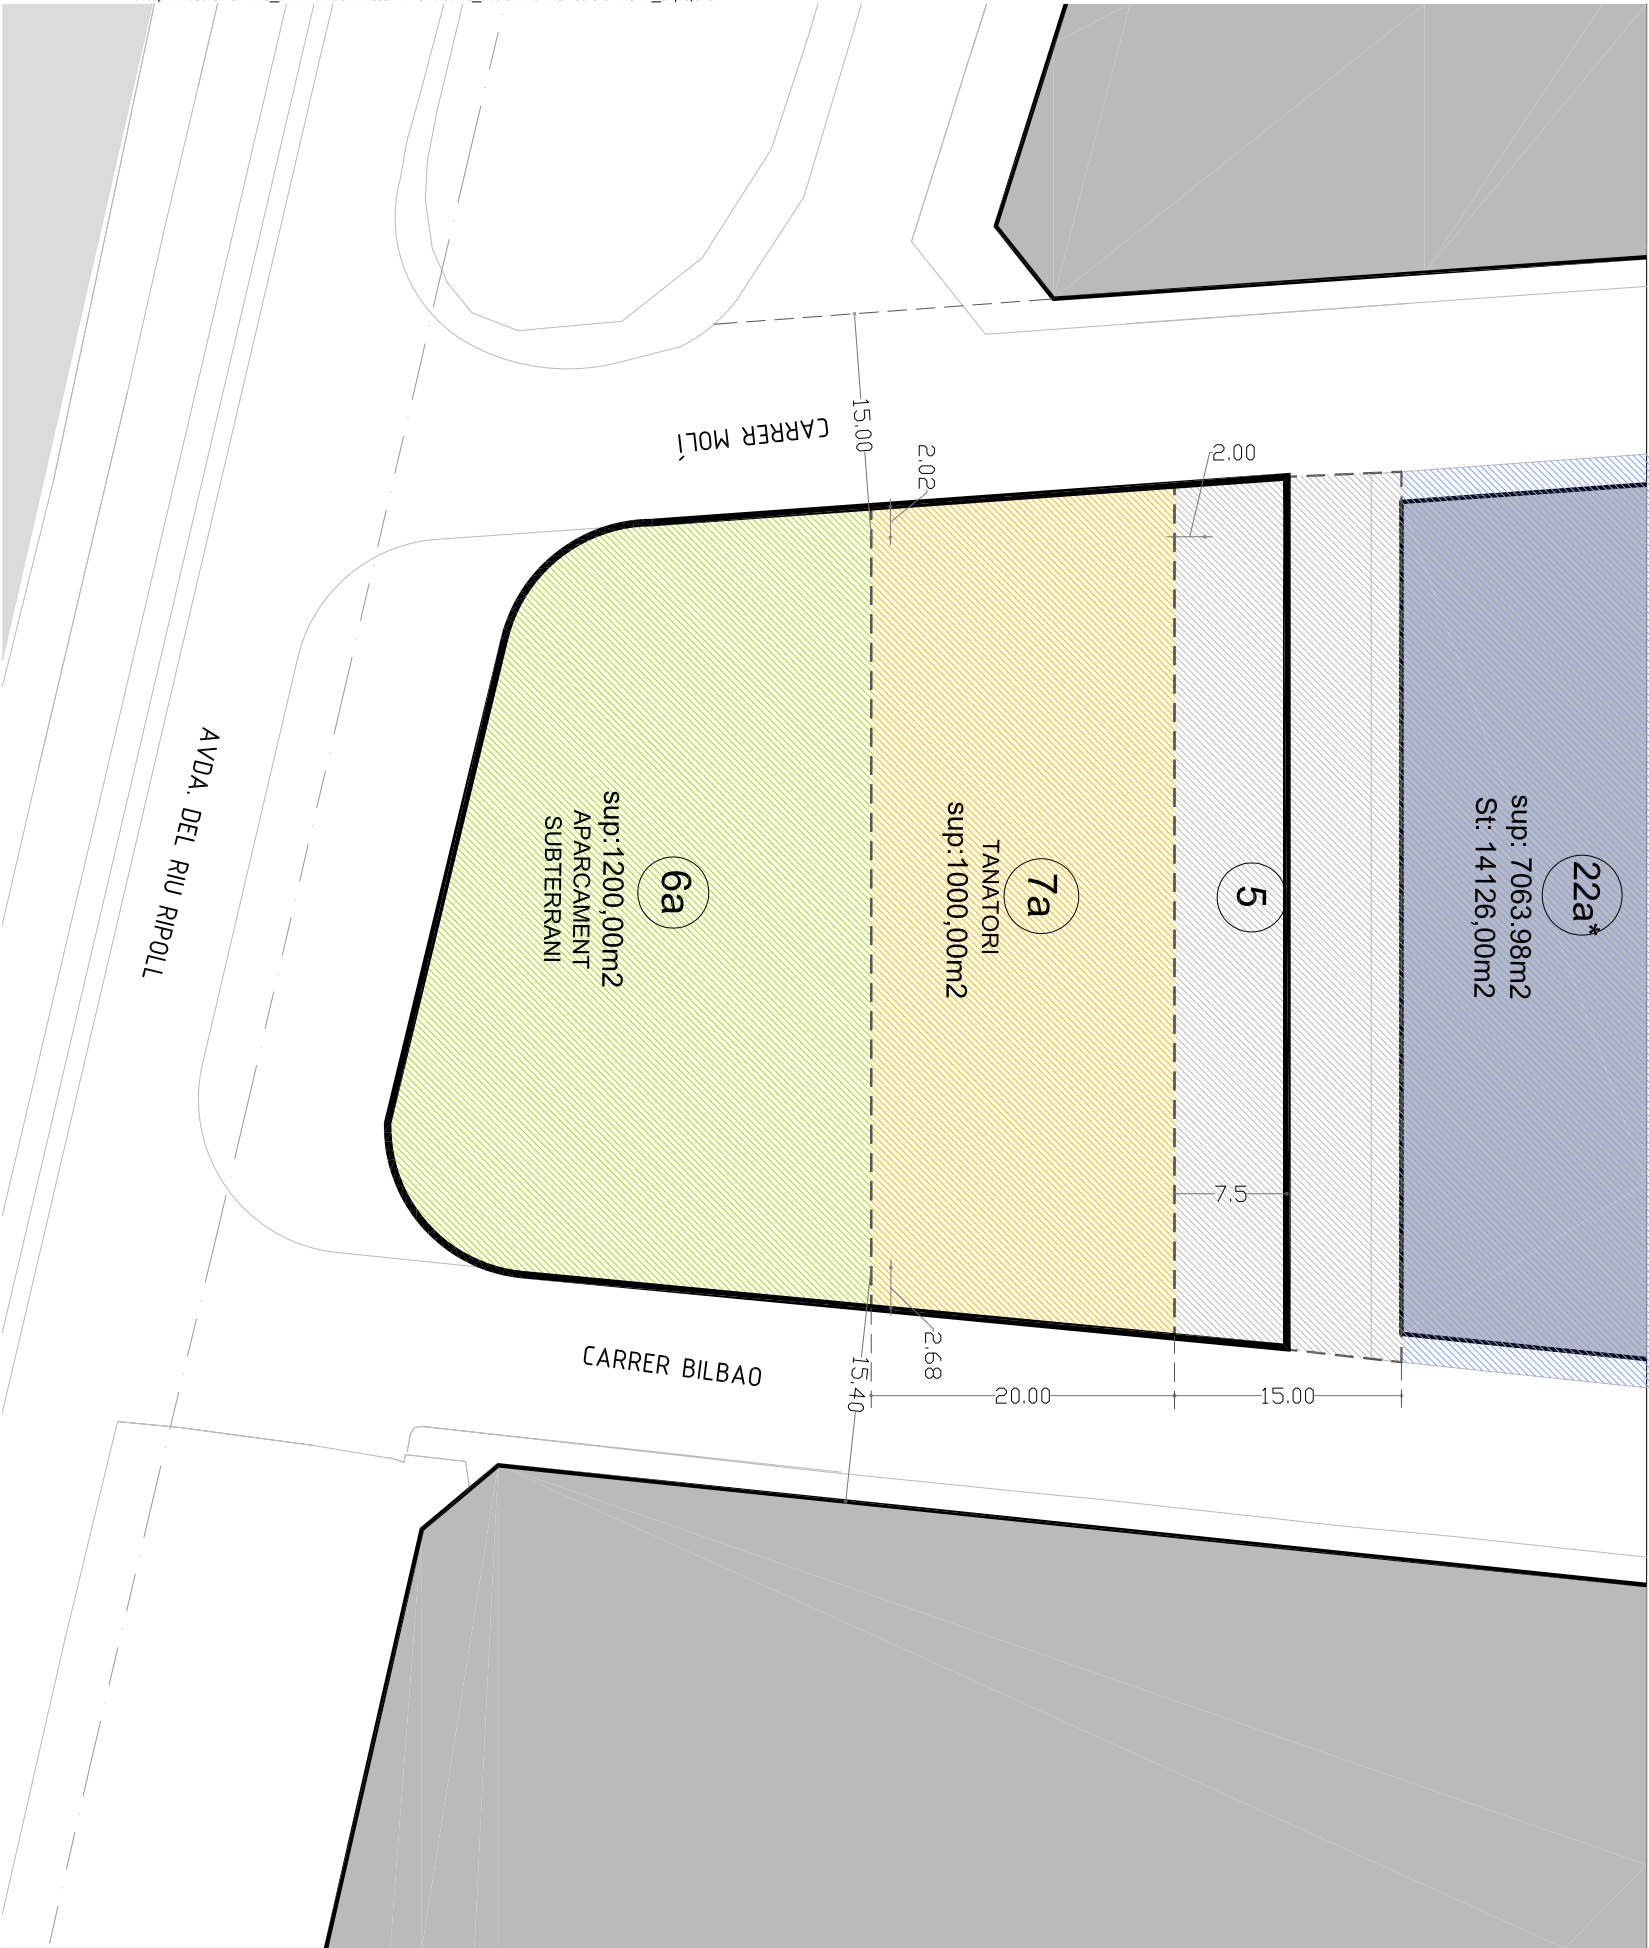 CARRER MOLÍ
15.00
2.02
2.00
22a*
sup: 7063.98m2
St: 14126,00m2
5
7a
TANATORI
sup:1000,00m2
6a
sup:1200,00m2
APARCAMENT
SUBTERRANI
AVDA. DEL RIU RIPOLL
7.5
2.68
15.40
20.00
15.00
CARRER BILBAO